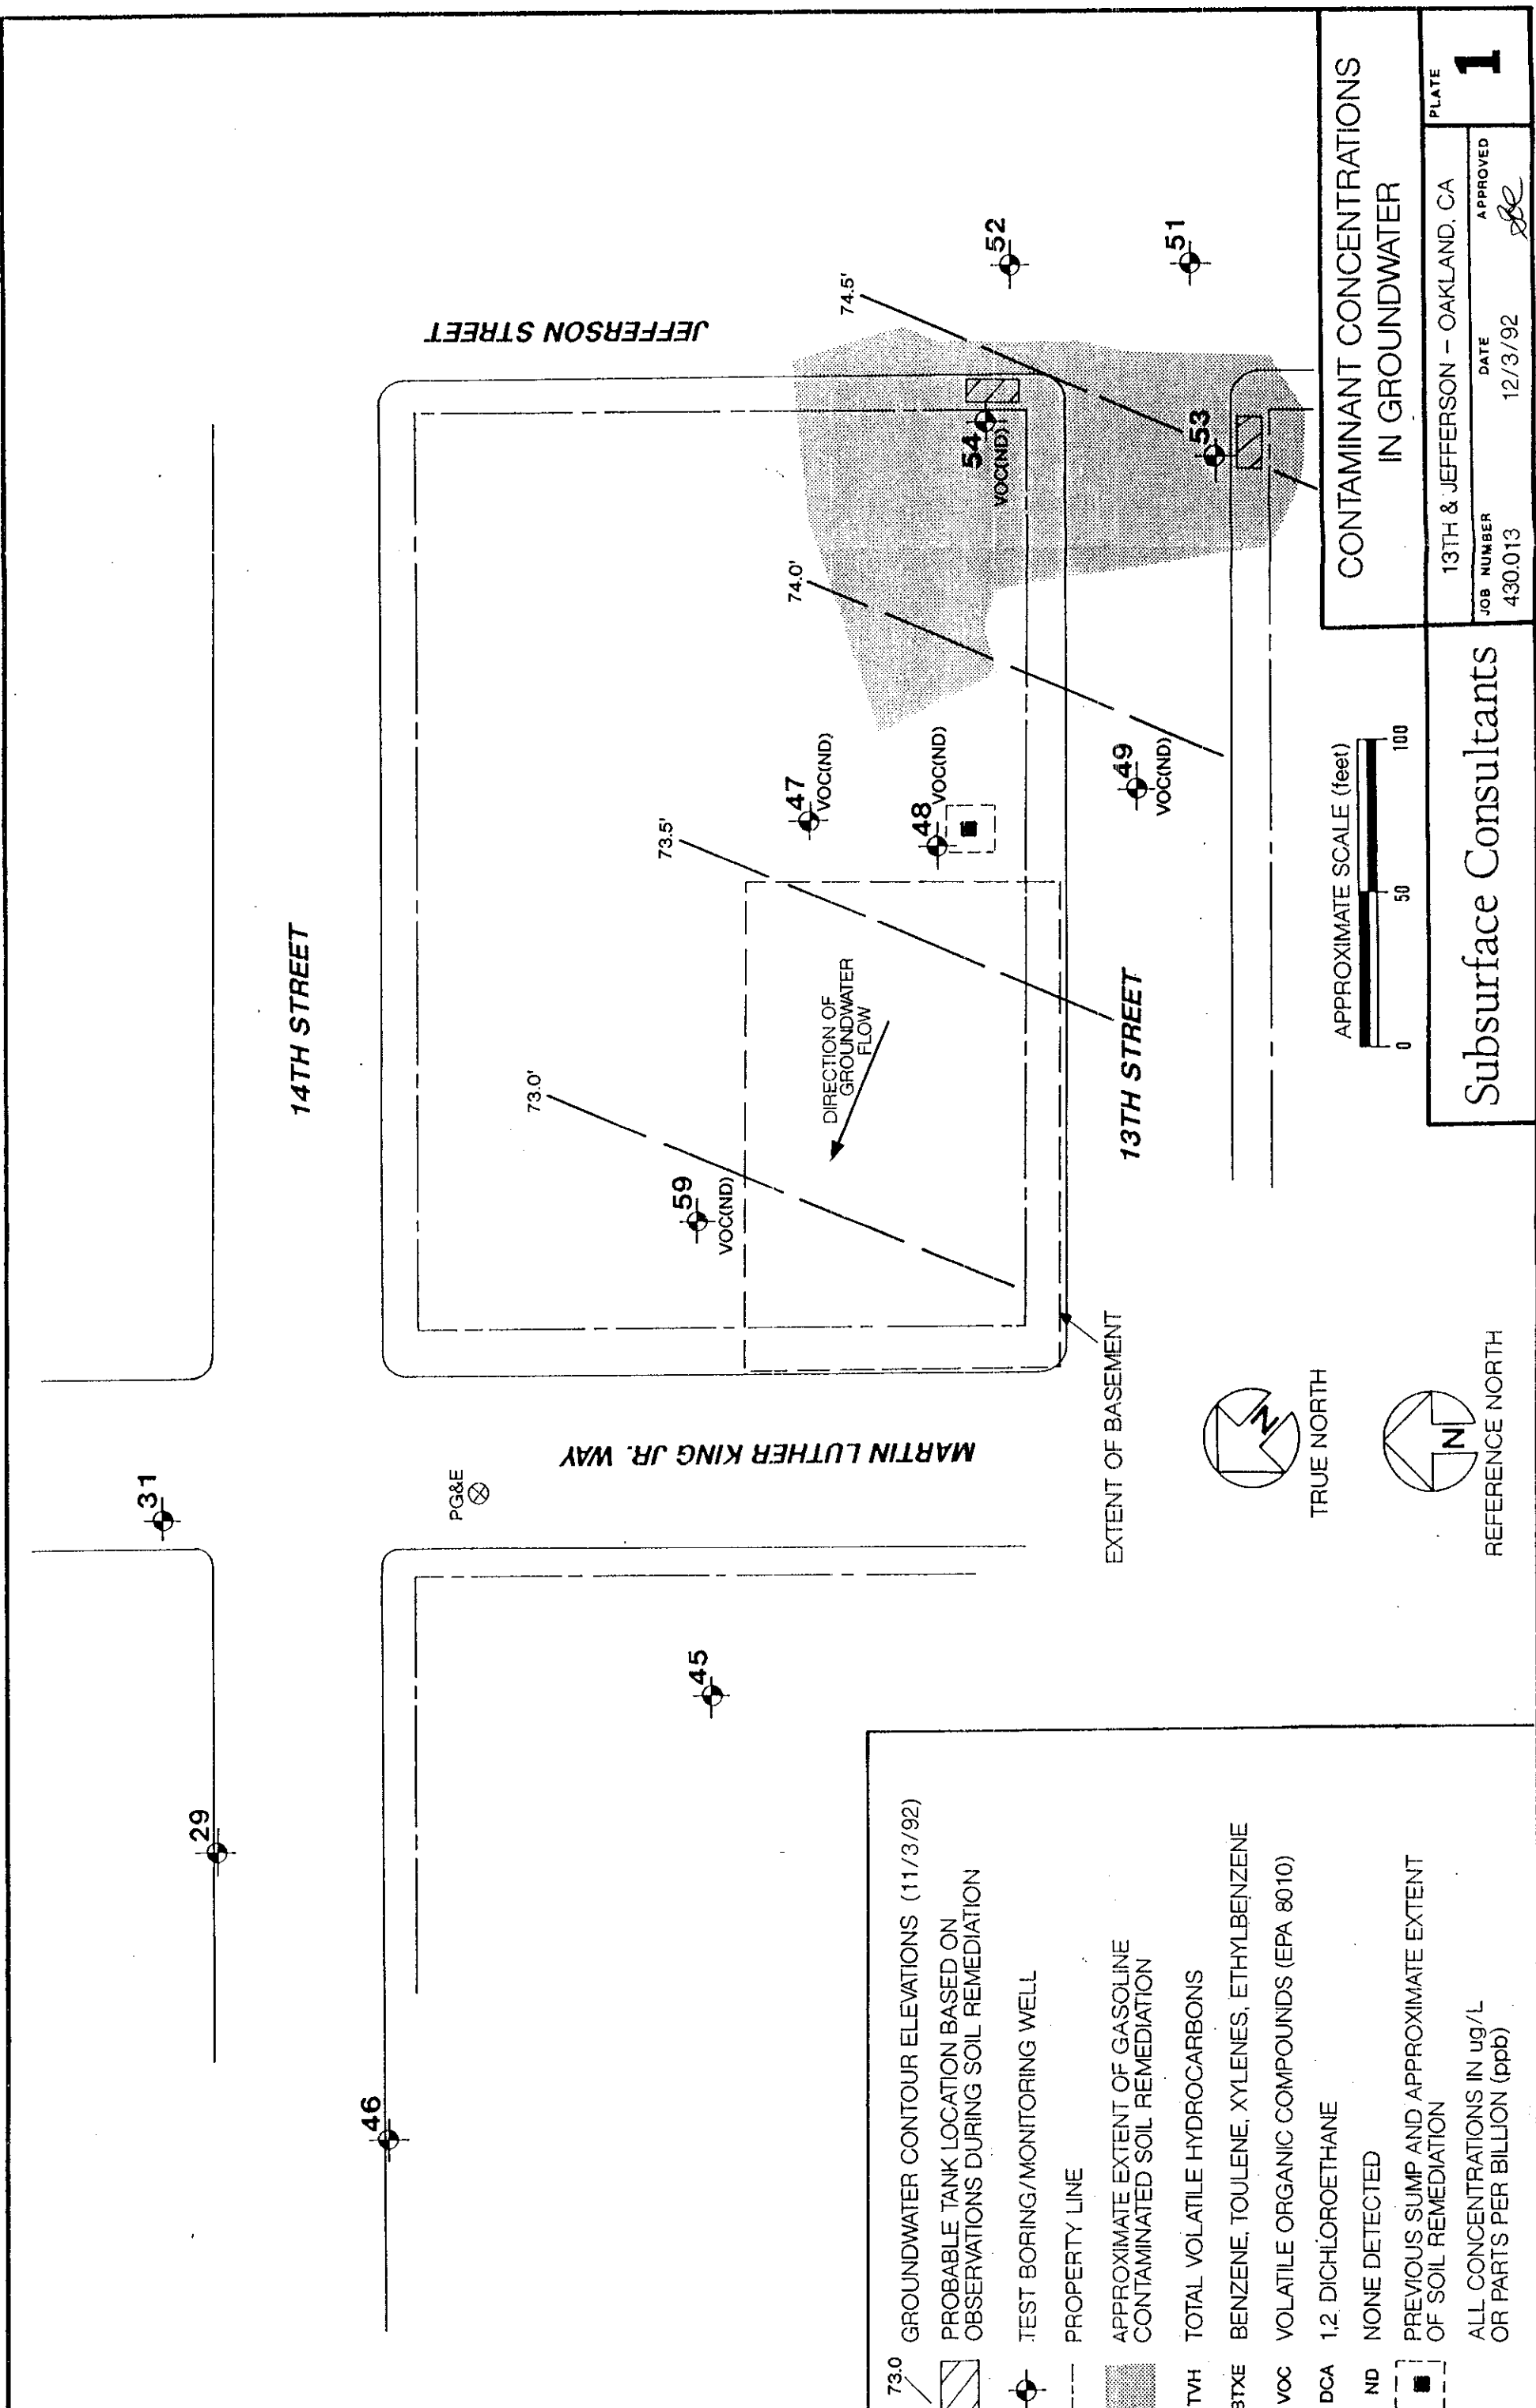 14TH STREET
JEFFERSON STREET
MARTIN LUTHER KING JR. WAY
13TH STREET
31
29
46
45
PG&E
59
VOC(ND)
47
VOC(ND)
48
VOC(ND)
49
VOC(ND)
54
VOC(ND)
53
52
51
73.0'
73.5'
74.0'
74.5'
DIRECTION OF
GROUNDWATER
FLOW
EXTENT OF BASEMENT
N
TRUE NORTH
N
REFERENCE NORTH
APPROXIMATE SCALE (feet)
0 50 100
73.0 GROUNDWATER CONTOUR ELEVATIONS (11/3/92)
PROBABLE TANK LOCATION BASED ON
OBSERVATIONS DURING SOIL REMEDIATION
TEST BORING/MONITORING WELL
PROPERTY LINE
APPROXIMATE EXTENT OF GASOLINE
CONTAMINATED SOIL REMEDIATION
TVH TOTAL VOLATILE HYDROCARBONS
BTXE BENZENE, TOULENE, XYLENES, ETHYLBENZENE
VOC VOLATILE ORGANIC COMPOUNDS (EPA 8010)
DCA 1,2 DICHLOROETHANE
ND NONE DETECTED
PREVIOUS SUMP AND APPROXIMATE EXTENT
OF SOIL REMEDIATION
ALL CONCENTRATIONS IN ug/L
OR PARTS PER BILLION (ppb)
Subsurface Consultants
CONTAMINANT CONCENTRATIONS
IN GROUNDWATER
13TH & JEFFERSON - OAKLAND, CA
JOB NUMBER
430.013
DATE
12/3/92
APPROVED
PLATE
1